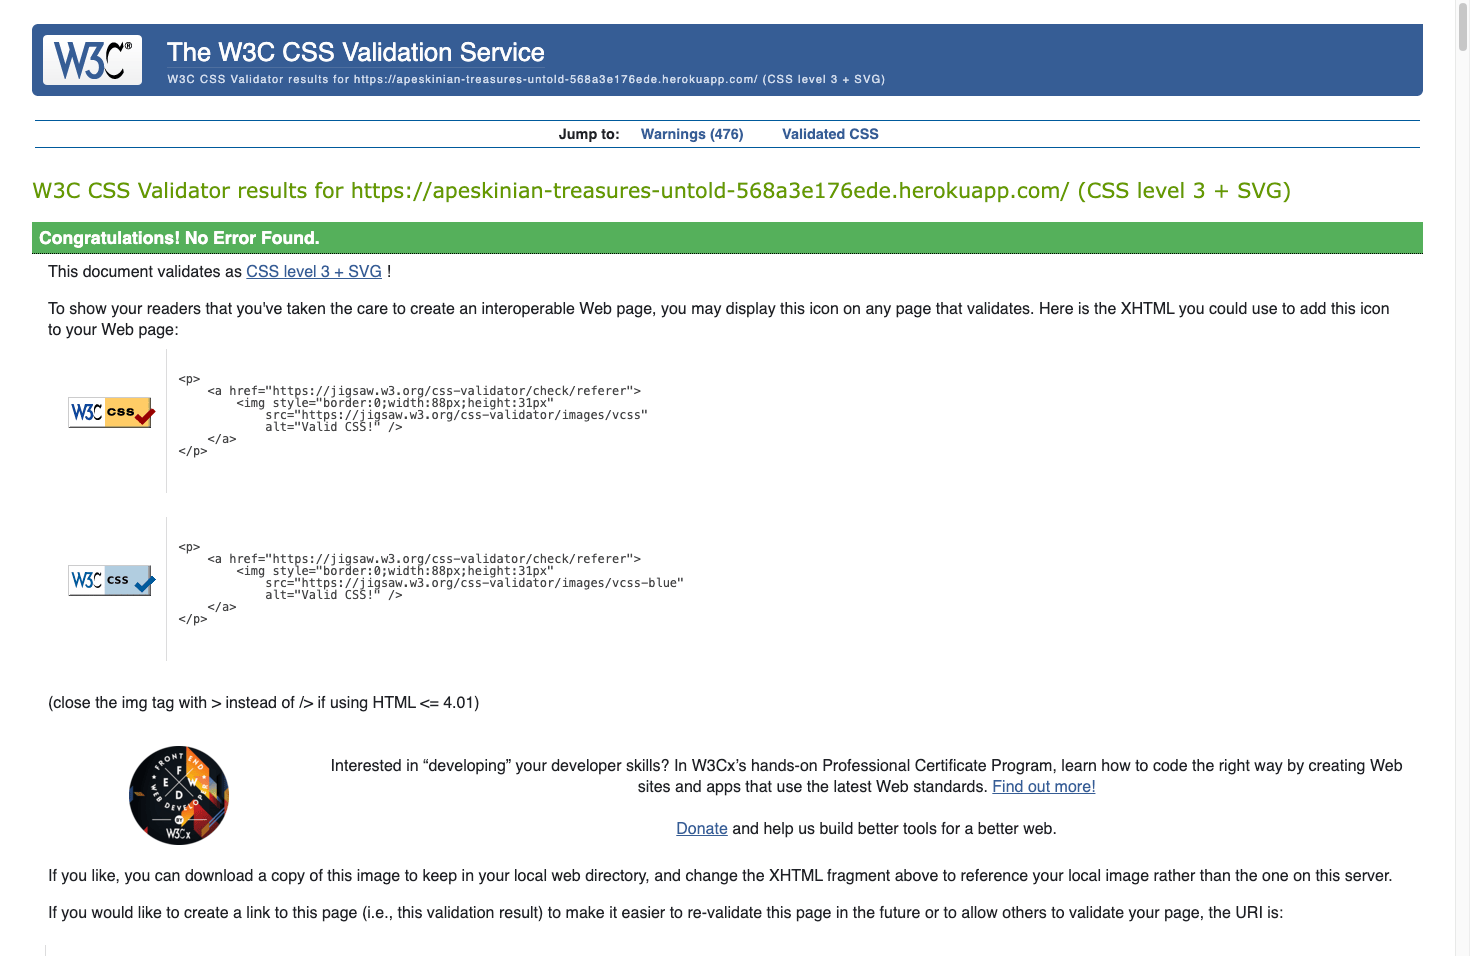 W3C®
The W3C CSS Validation Service
W3C CSS Validator results for https://apeskinian-treasures-untold-568a3e176ede.herokuapp.com/ (CSS level 3 + SVG)
Jump to: Warnings (476) Validated CSS
W3C CSS Validator results for https://apeskinian-treasures-untold-568a3e176ede.herokuapp.com/ (CSS level 3 + SVG)
Congratulations! No Error Found.
This document validates as CSS level 3 + SVG !
To show your readers that you've taken the care to create an interoperable Web page, you may display this icon on any page that validates. Here is the XHTML you could use to add this icon
to your Web page:
W3C CSS
<p>
<a href="https://jigsaw.w3.org/css-validator/check/referer">
<img style="border:0;width:88px;height:31px"
src="https://jigsaw.w3.org/css-validator/images/vcss"
alt="Valid CSS!" />
</a>
</p>
W3C CSS
<p>
<a href="https://jigsaw.w3.org/css-validator/check/referer">
<img style="border:0;width:88px;height:31px"
src="https://jigsaw.w3.org/css-validator/images/vcss-blue"
alt="Valid CSS!" />
</a>
</p>
(close the img tag with > instead of /> if using HTML <= 4.01)
FRONT END
F E W D
WEB DEVELOPER
BY
W3Cx
Interested in “developing” your developer skills? In W3Cx’s hands-on Professional Certificate Program, learn how to code the right way by creating Web
sites and apps that use the latest Web standards. Find out more!
Donate and help us build better tools for a better web.
If you like, you can download a copy of this image to keep in your local web directory, and change the XHTML fragment above to reference your local image rather than the one on this server.
If you would like to create a link to this page (i.e., this validation result) to make it easier to re-validate this page in the future or to allow others to validate your page, the URI is: